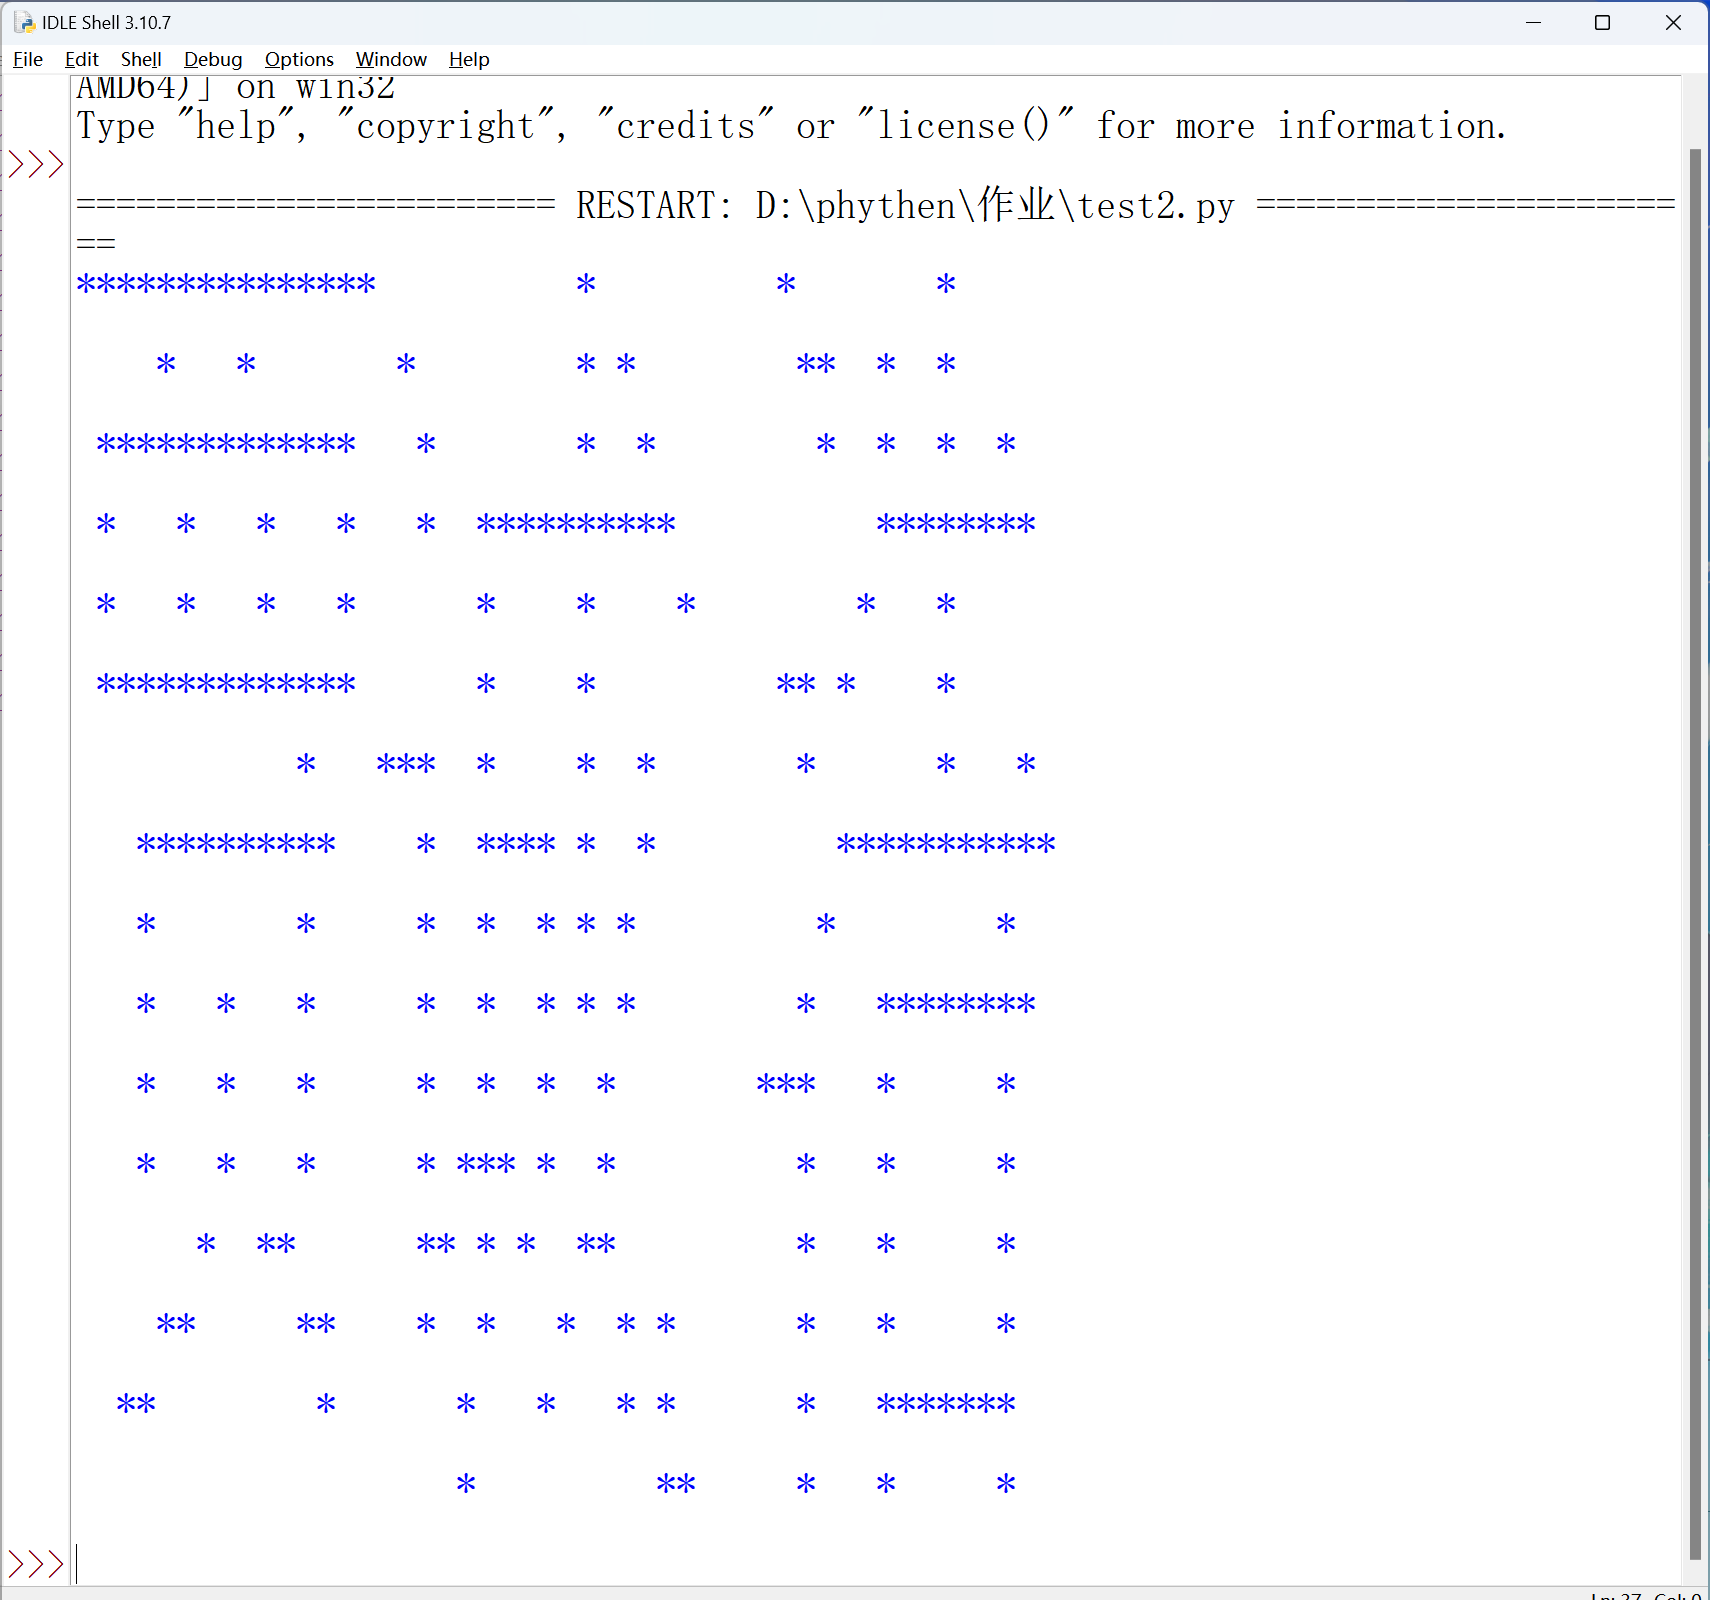 IDLE Shell 3.10.7
File Edit Shell Debug Options Window Help
AMD64)] on win32
Type "help", "copyright", "credits" or "license()" for more information.
>>>
======================== RESTART: D:\phythen\作业\test2.py =====================
==
***************          *         *       *
    *   *       *        * *        **  *  *
 *************   *       *  *        *  *  *  *
 *   *   *   *   *  **********          ********
 *   *   *   *      *    *    *        *   *
 *************      *    *         ** *    *
           *   ***  *    *  *       *      *   *
   **********    *  **** *  *         ***********
   *       *     *  *  * * *         *        *
   *   *   *     *  *  * * *        *   ********
   *   *   *     *  *  *  *       ***   *     *
   *   *   *     * *** *  *         *   *     *
      *  **      ** * *  **         *   *     *
    **     **    *  *   *  * *      *   *     *
  **        *      *   *   * *      *   *******
                   *         **     *   *     *
>>>
Ln: 37 Col: 0